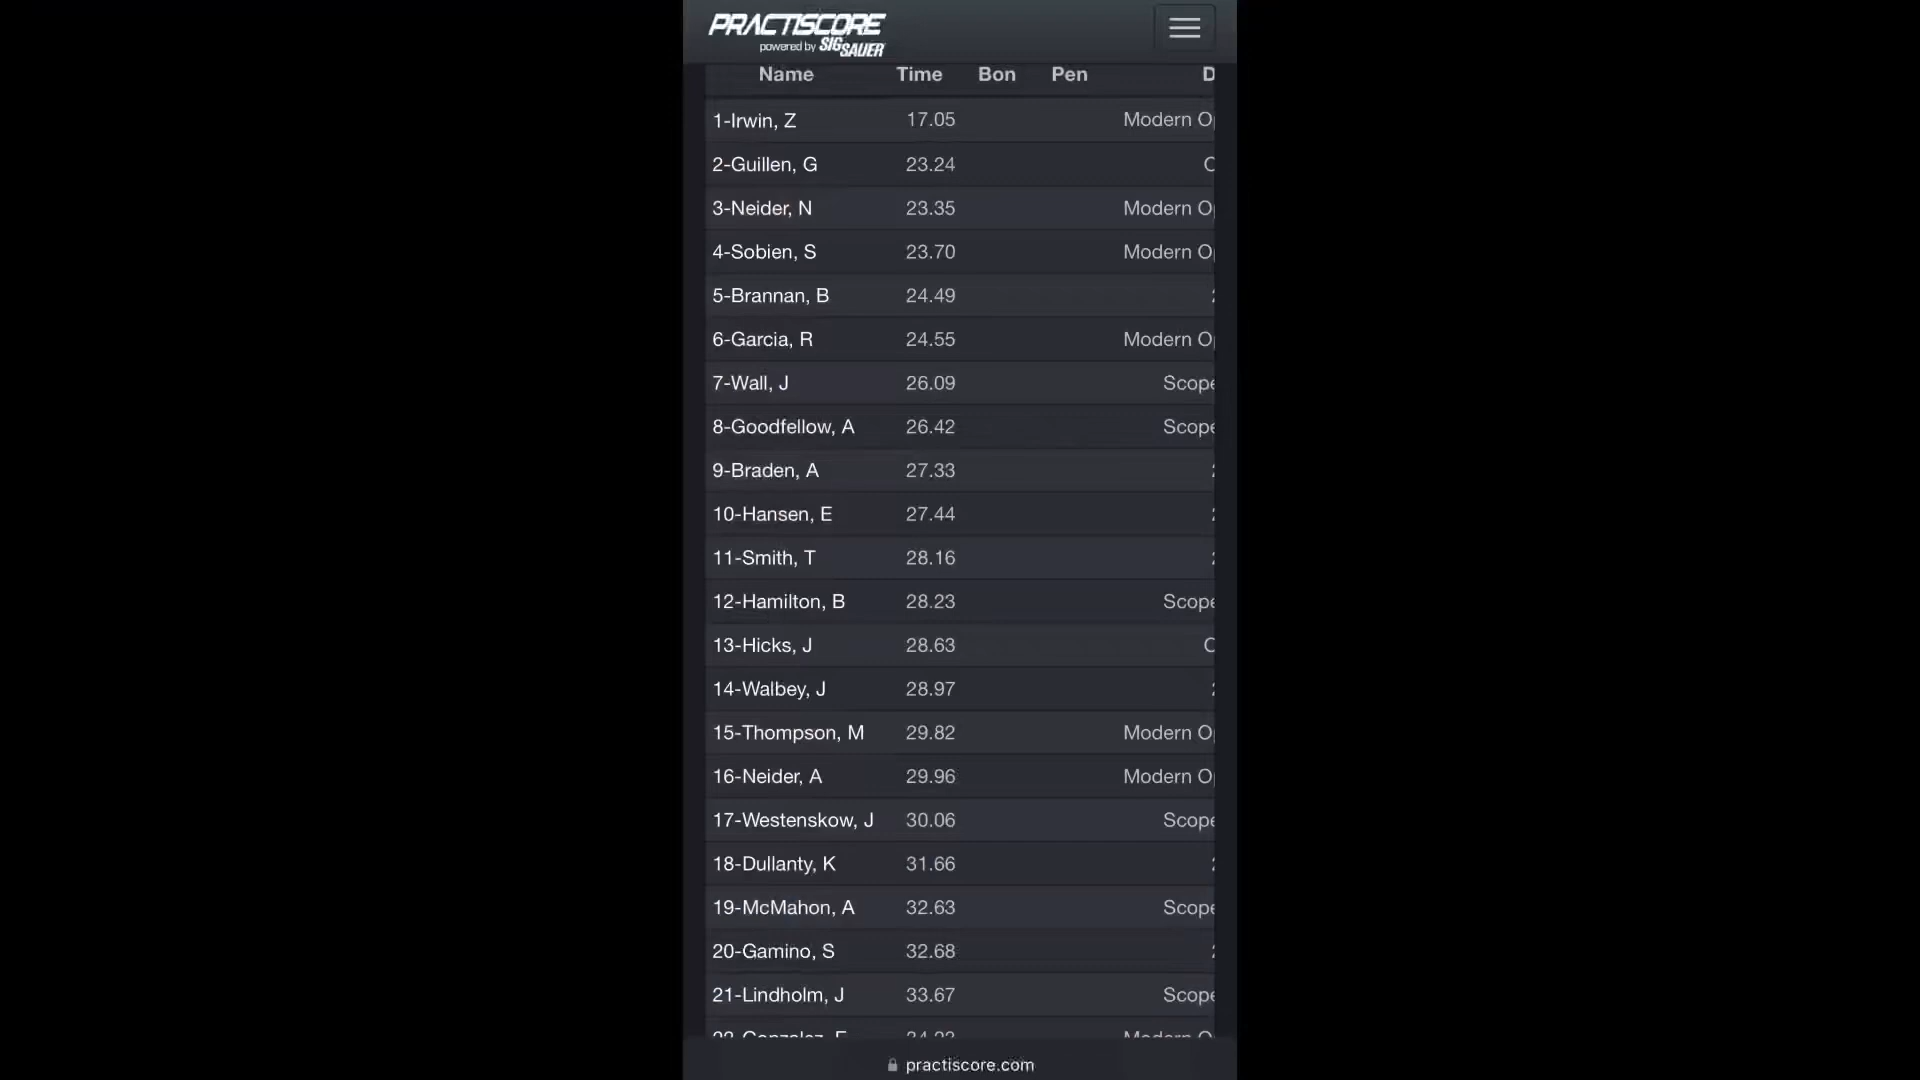 PRACTISCORE
powered by SIG SAUER
Name Time Bon Pen D
1-Irwin, Z 17.05 Modern O
2-Guillen, G 23.24
3-Neider, N 23.35 Modern O
4-Sobien, S 23.70 Modern O
5-Brannan, B 24.49
6-Garcia, R 24.55 Modern O
7-Wall, J 26.09 Scope
8-Goodfellow, A 26.42 Scope
9-Braden, A 27.33
10-Hansen, E 27.44
11-Smith, T 28.16
12-Hamilton, B 28.23 Scope
13-Hicks, J 28.63
14-Walbey, J 28.97
15-Thompson, M 29.82 Modern O
16-Neider, A 29.96 Modern O
17-Westenskow, J 30.06 Scope
18-Dullanty, K 31.66
19-McMahon, A 32.63 Scope
20-Gamino, S 32.68
21-Lindholm, J 33.67 Scope
practiscore.com